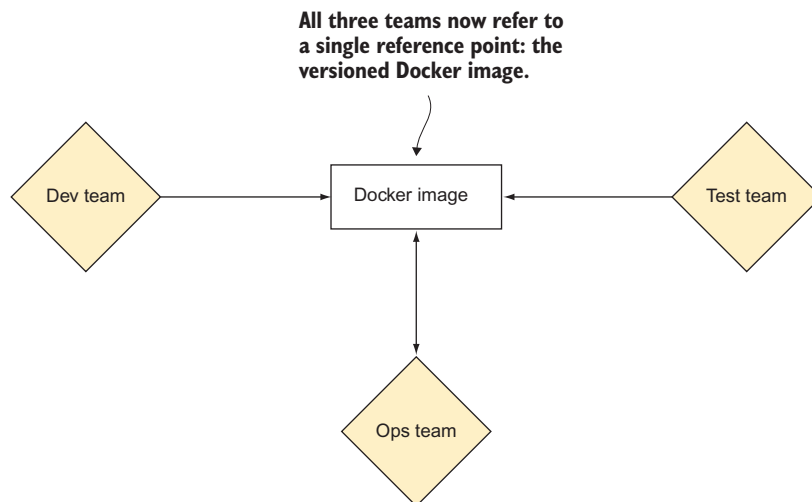 All three teams now refer to
a single reference point: the
versioned Docker image.
Dev team
Docker image
Test team
Ops team